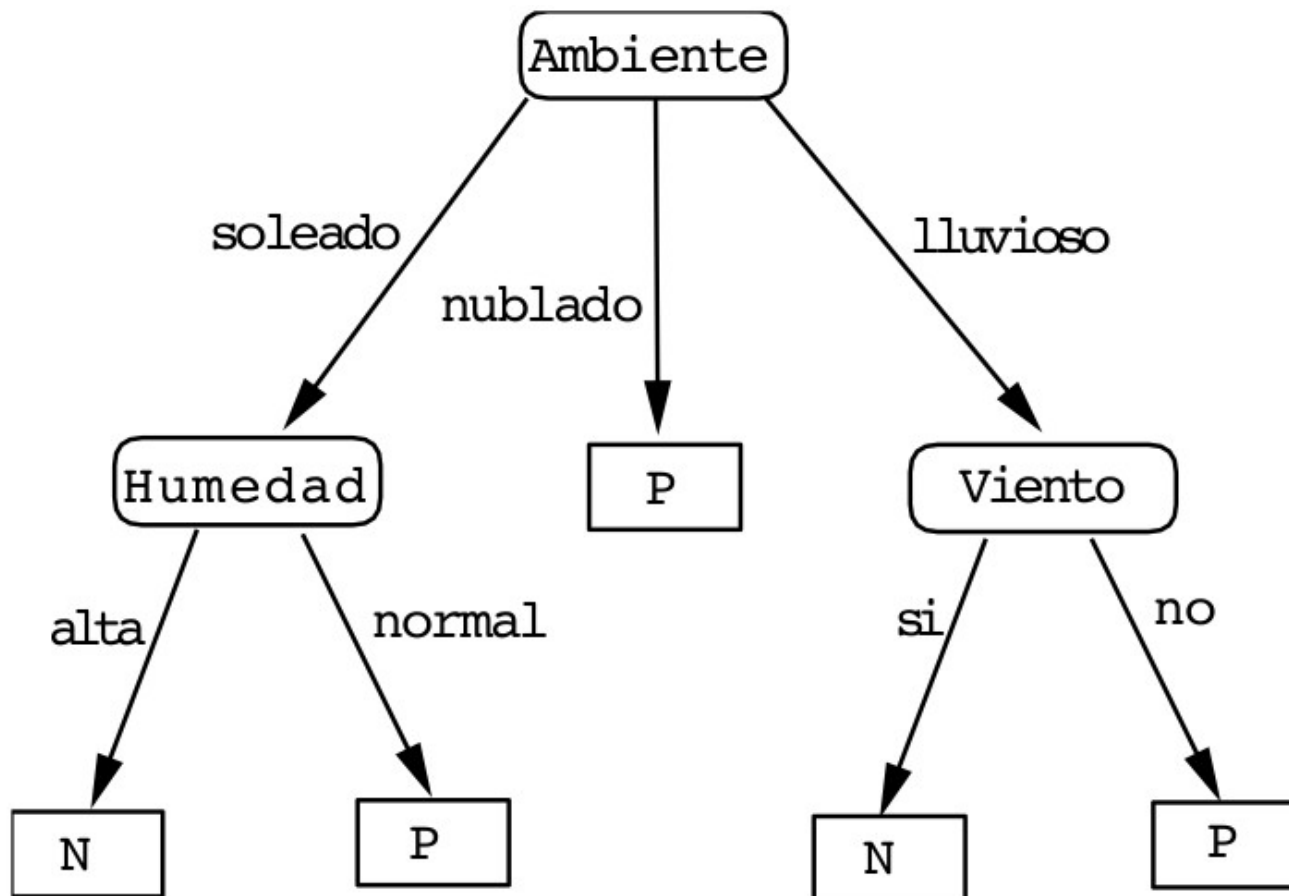 Ambiente
soleado
nublado
lluvioso
Humedad
P
Viento
alta
normal
si
no
N
P
N
P